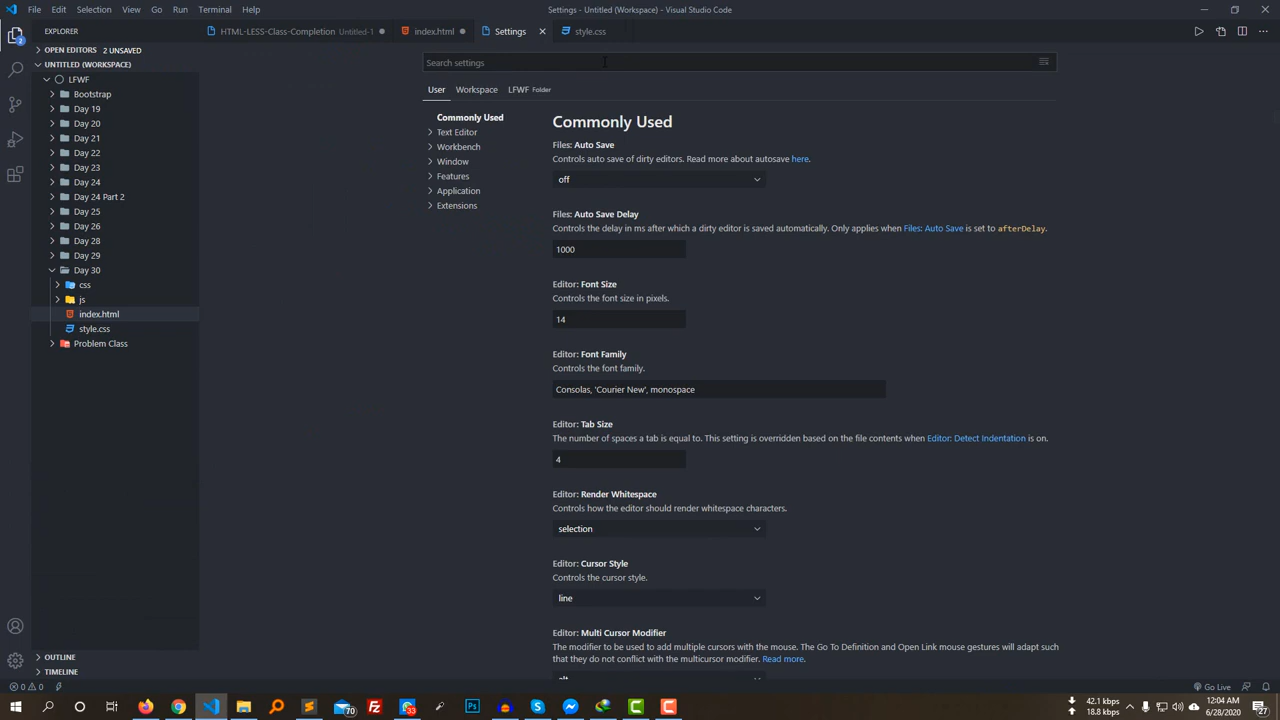 File Edit Selection View Go Run Terminal Help
Settings - Untitled (Workspace) - Visual Studio Code
EXPLORER
HTML-LESS-Class-Completion Untitled-1
index.html
Settings
style.css
2
OPEN EDITORS 2 UNSAVED
UNTITLED (WORKSPACE)
LFWF
Bootstrap
Day 19
Day 20
Day 21
Day 22
Day 23
Day 24
Day 24 Part 2
Day 25
Day 26
Day 28
Day 29
Day 30
css
js
index.html
style.css
Problem Class
OUTLINE
TIMELINE
Search settings
User Workspace LFWF Folder
Commonly Used
Text Editor
Workbench
Window
Features
Application
Extensions
Commonly Used
Files: Auto Save
Controls auto save of dirty editors. Read more about autosave here.
off
Files: Auto Save Delay
Controls the delay in ms after which a dirty editor is saved automatically. Only applies when Files: Auto Save is set to afterDelay.
1000
Editor: Font Size
Controls the font size in pixels.
14
Editor: Font Family
Controls the font family.
Consolas, 'Courier New', monospace
Editor: Tab Size
The number of spaces a tab is equal to. This setting is overridden based on the file contents when Editor: Detect Indentation is on.
4
Editor: Render Whitespace
Controls how the editor should render whitespace characters.
selection
Editor: Cursor Style
Controls the cursor style.
line
Editor: Multi Cursor Modifier
The modifier to be used to add multiple cursors with the mouse. The Go To Definition and Open Link mouse gestures will adapt such
that they do not conflict with the multicursor modifier. Read more.
0 0
Go Live
70
33
Ps
42.1 kbps
18.8 kbps
12:04 AM
6/28/2020